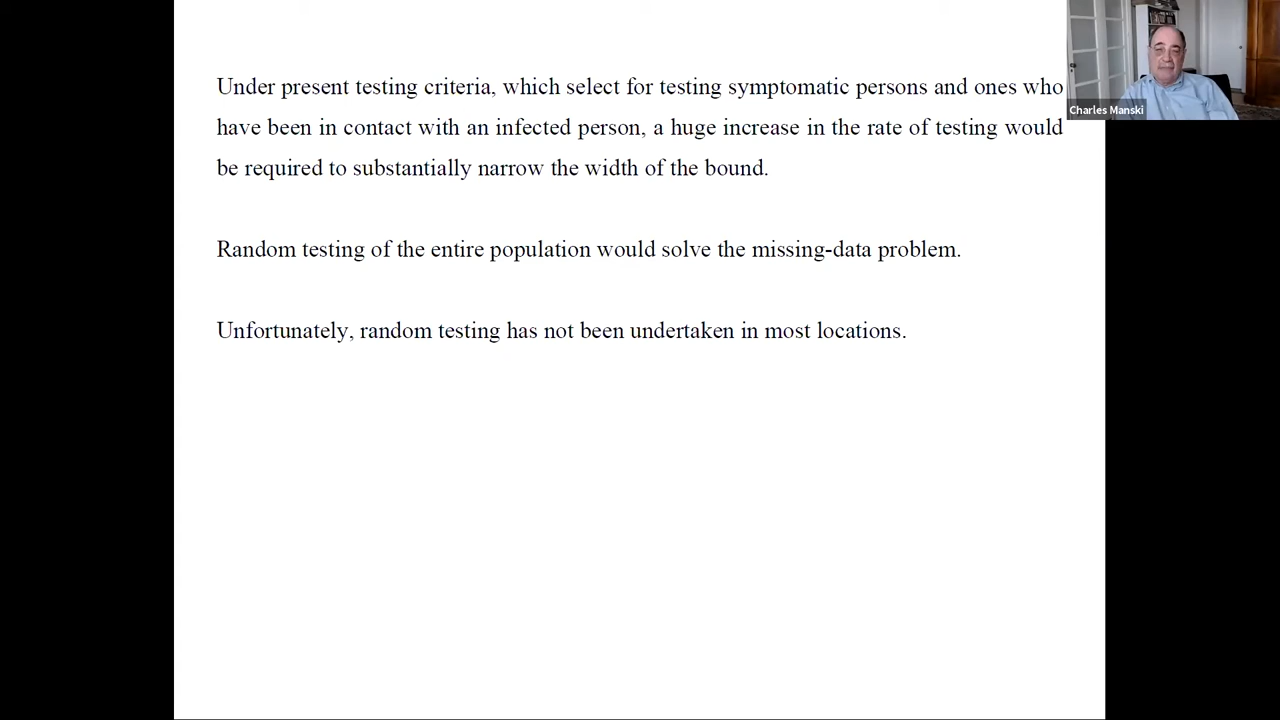 Under present testing criteria, which select for testing symptomatic persons and ones who
have been in contact with an infected person, a huge increase in the rate of testing would
be required to substantially narrow the width of the bound.
Random testing of the entire population would solve the missing-data problem.
Unfortunately, random testing has not been undertaken in most locations.
Charles Manski